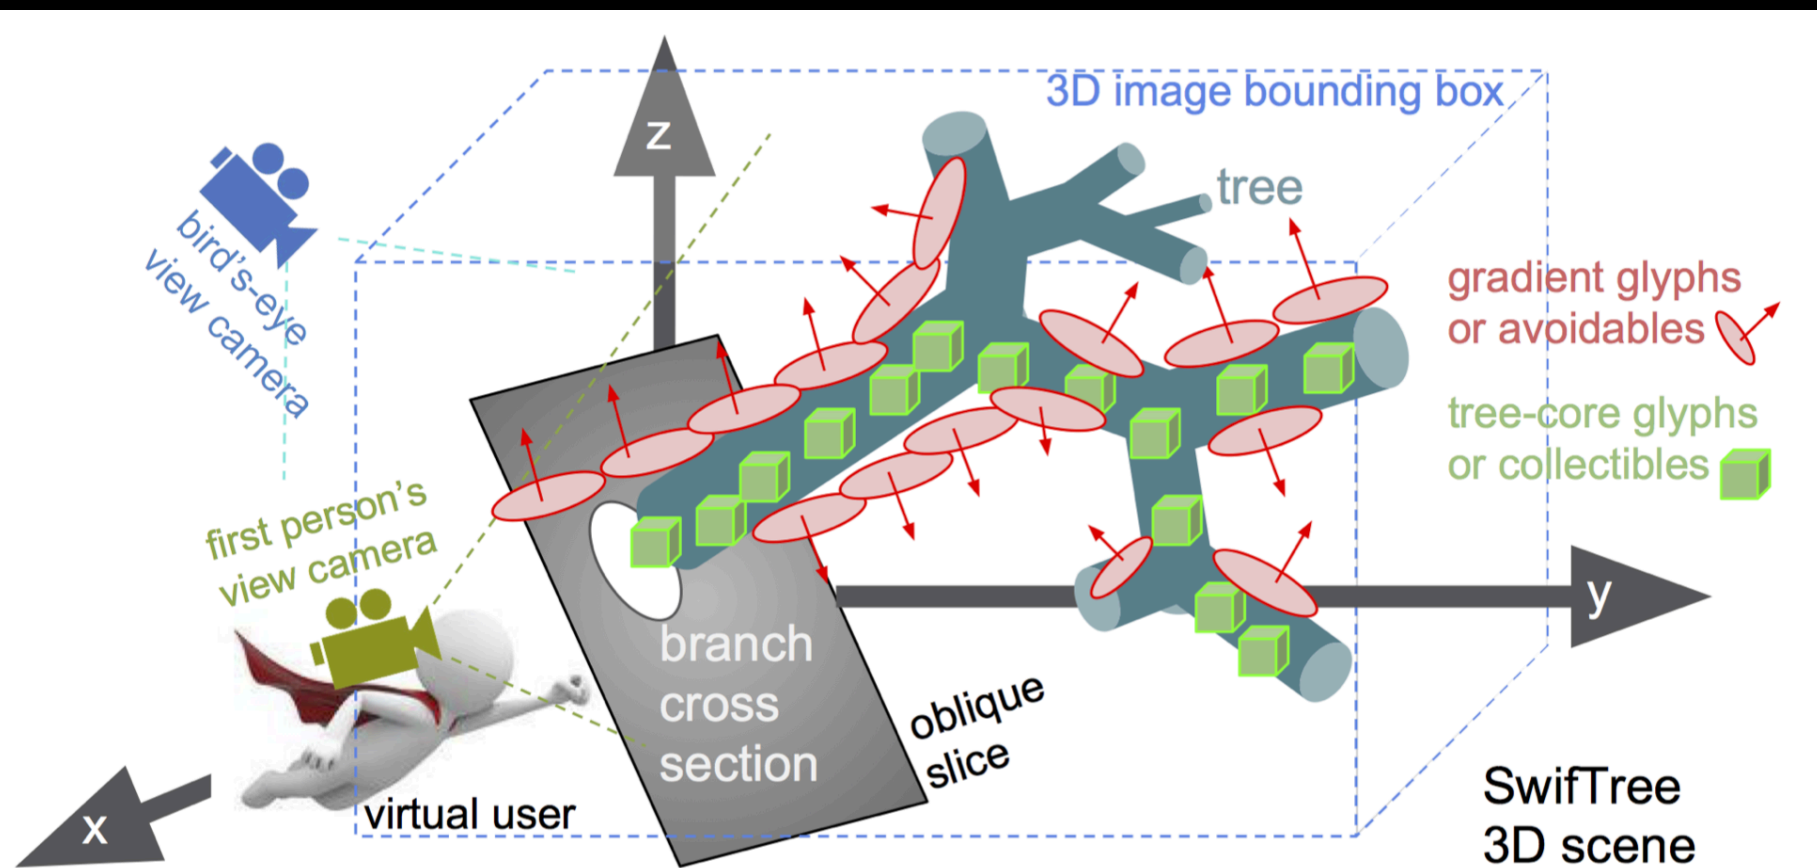 z
3D image bounding box
tree
bird's-eye
view camera
gradient glyphs
or avoidables
tree-core glyphs
or collectibles
first person's
view camera
y
branch
cross
section
oblique
slice
virtual user
x
SwifTree
3D scene